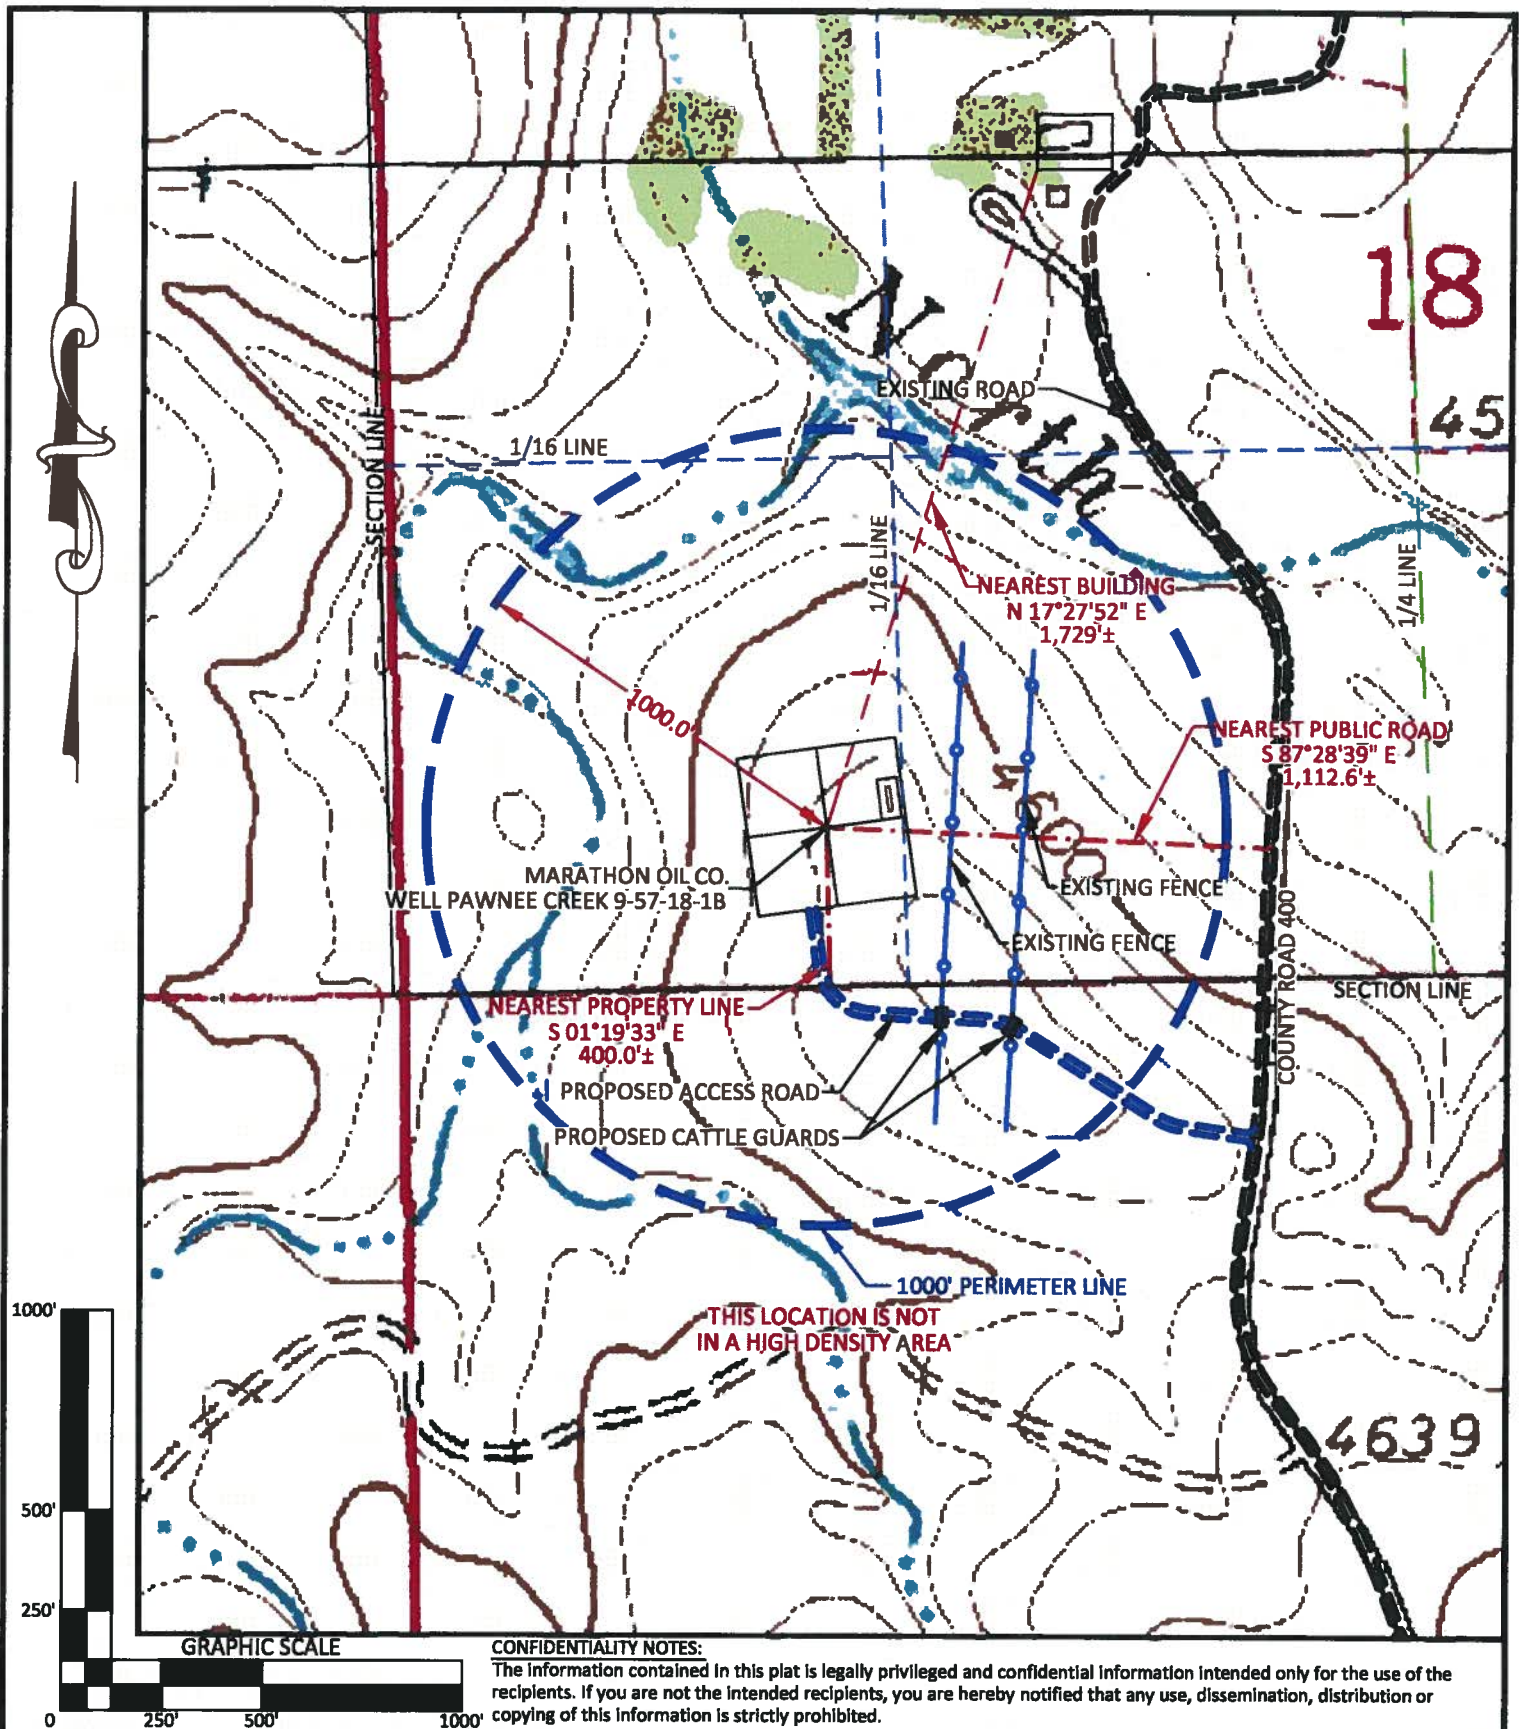 18
North
EXISTING ROAD
45
SECTION LINE
1/16 LINE
1/16 LINE
1/4 LINE
NEAREST BUILDING
N 17°27'52" E
1,729'±
1000.0'
NEAREST PUBLIC ROAD
S 87°28'39" E
1,112.6'±
4600
MARATHON OIL CO.
WELL PAWNEE CREEK 9-57-18-1B
EXISTING FENCE
EXISTING FENCE
COUNTY ROAD 400
SECTION LINE
NEAREST PROPERTY LINE
S 01°19'33" E
400.0'±
PROPOSED ACCESS ROAD
PROPOSED CATTLE GUARDS
1000' PERIMETER LINE
THIS LOCATION IS NOT
IN A HIGH DENSITY AREA
4639
1000'
500'
250'
GRAPHIC SCALE
0 250' 500' 1000'
CONFIDENTIALITY NOTES:
The information contained in this plat is legally privileged and confidential information intended only for the use of the
recipients. If you are not the intended recipients, you are hereby notified that any use, dissemination, distribution or
copying of this information is strictly prohibited.